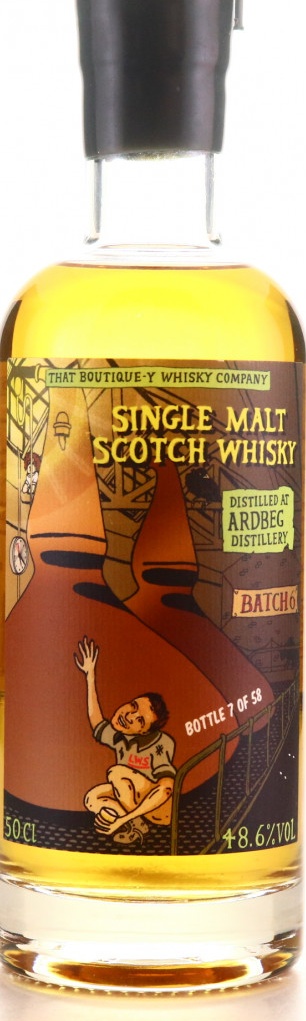 THAT BOUTIQUE-Y WHISKY COMPANY
SINGLE MALT
SCOTCH WHISKY
DISTILLED AT
ARDBEG
DISTILLERY
BATCH 6
BOTTLE 7 OF 58
LWS
50CL
48.6%VOL